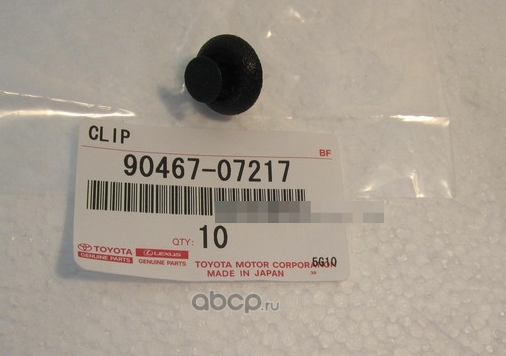 CLIP
BF
90467-07217
QTY: 10
TOYOTA
GENUINE PARTS
LEXUS
GENUINE PARTS
TOYOTA MOTOR CORPORATION
MADE IN JAPAN
5G10
abcp.ru